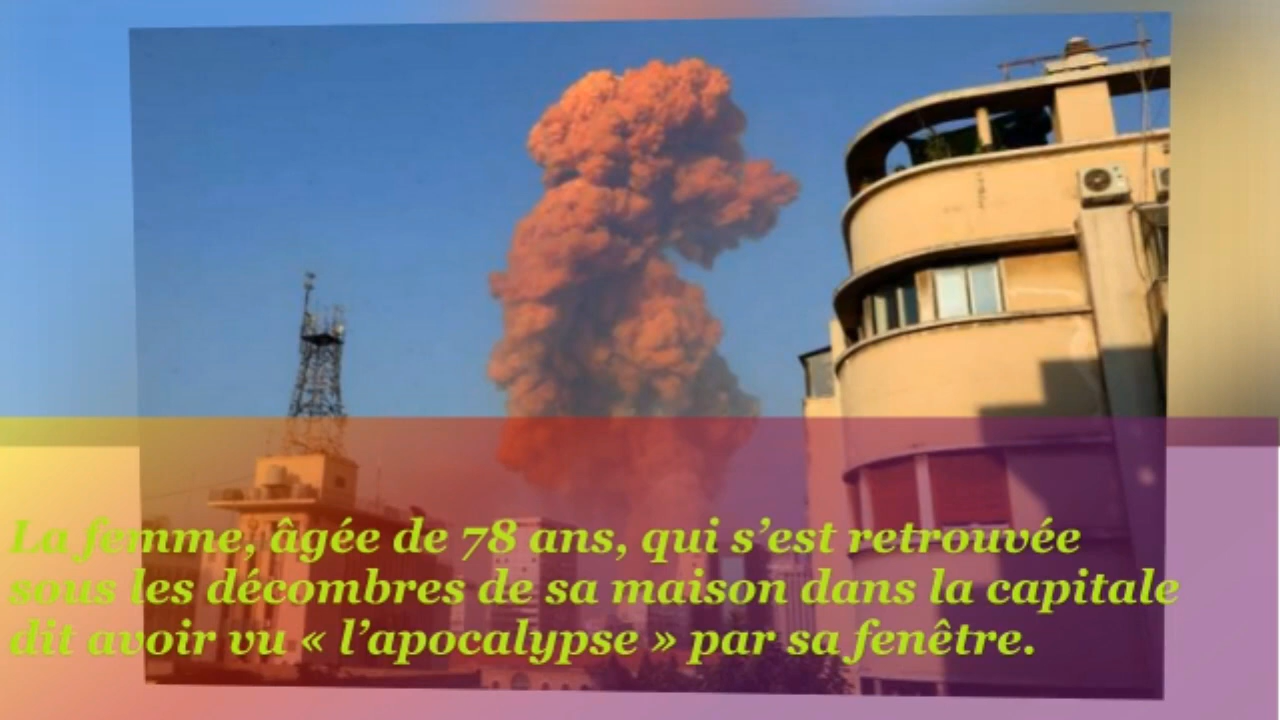 La femme, âgée de 78 ans, qui s’est retrouvée
sous les décombres de sa maison dans la capitale
dit avoir vu « l’apocalypse » par sa fenêtre.